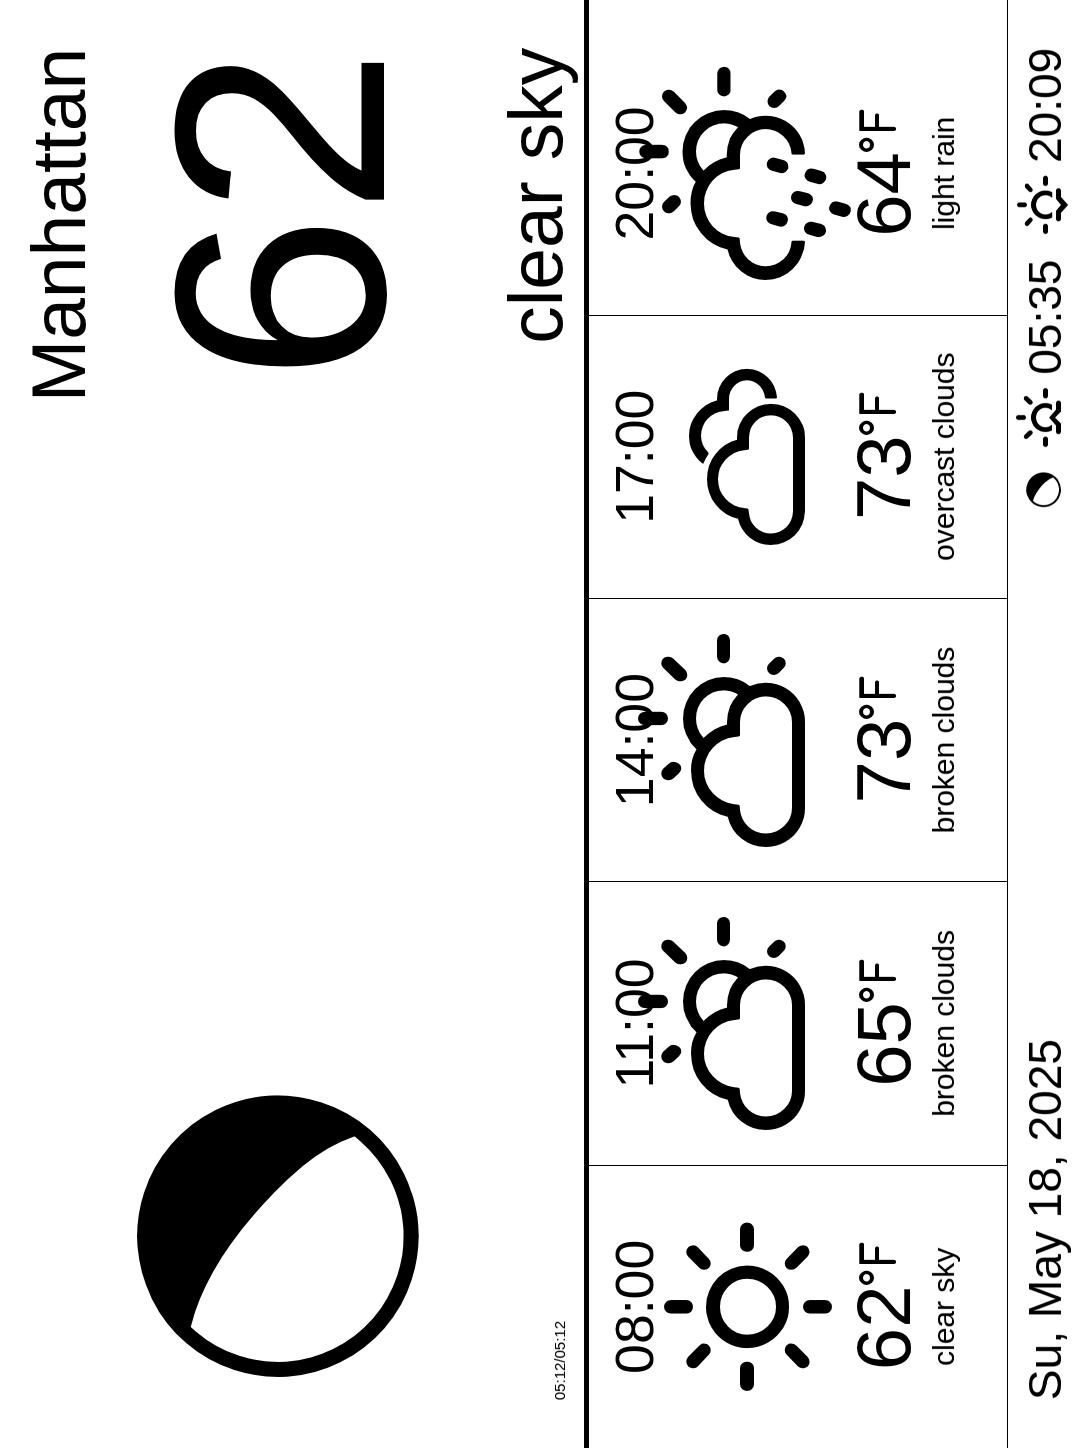 Manhattan
62
clear sky
05:12/05:12
08:00
62°F
clear sky
11:00
65°F
broken clouds
14:00
73°F
broken clouds
17:00
73°F
overcast clouds
20:00
64°F
light rain
Su, May 18, 2025
05:35
20:09